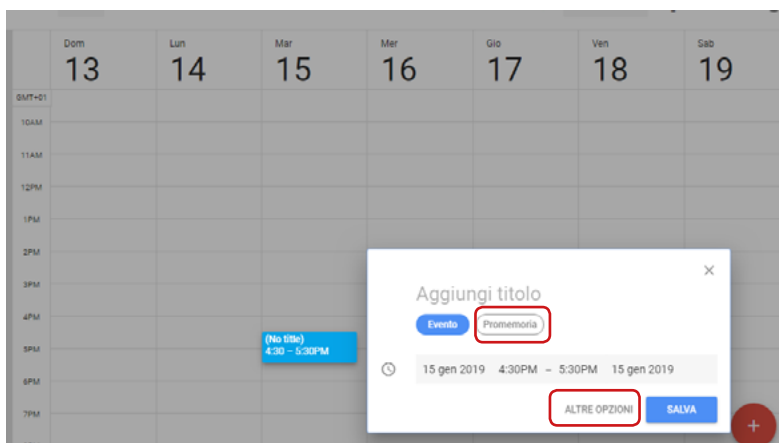 Dom Lun Mar Mer Gio Ven Sab
13 14 15 16 17 18 19
GMT+01
10AM
11AM
12PM
1PM
2PM
3PM
4PM
5PM
6PM
7PM
(No title)
4:30 – 5:30PM
×
Aggiungi titolo
Evento Promemoria
15 gen 2019 4:30PM – 5:30PM 15 gen 2019
ALTRE OPZIONI SALVA
+